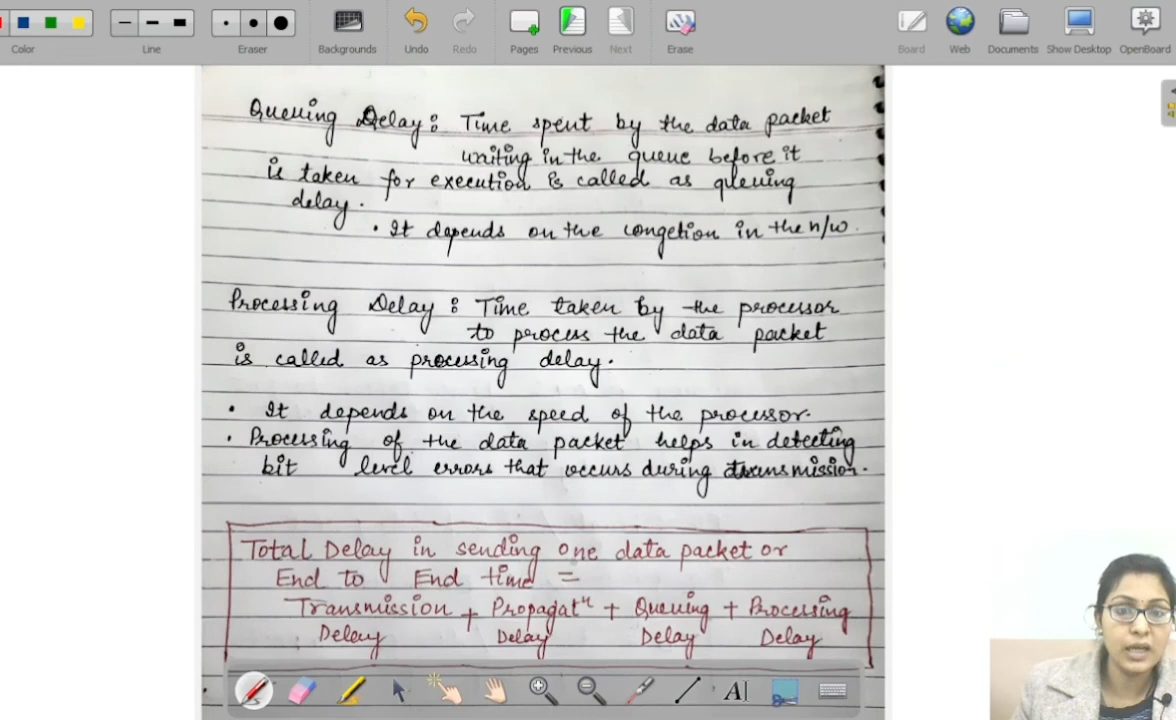 Color
Line
Eraser
Backgrounds
Undo
Redo
Pages
Previous
Next
Erase
Board
Web
Documents
Show Desktop
OpenBoard
Queuing Delay: Time spent by the data packet
waiting in the queue before it
is taken for execution is called as queuing
delay.
• It depends on the congetion in the n/w.
Processing Delay: Time taken by the processor
to process the data packet
is called as processing delay.
• It depends on the speed of the processor.
• Processing of the data packet helps in detecting
bit level errors that occurs during transmission.
Total Delay in sending one data packet or
End to End time =
Transmission + Propagatⁿ + Queuing + Processing
Delay Delay Delay Delay
AI